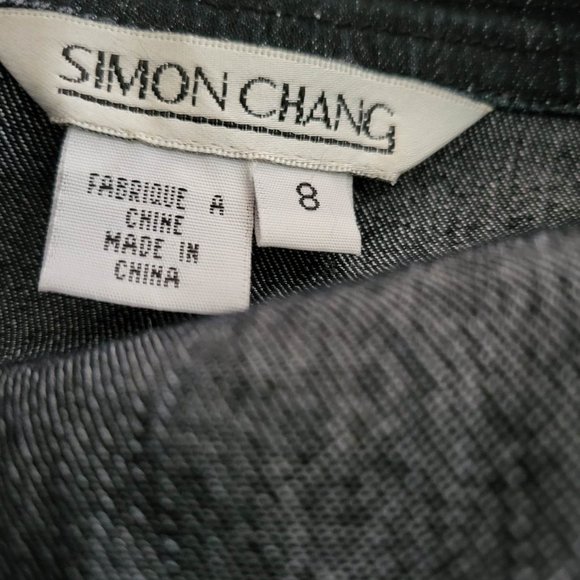 SIMON CHANG
FABRIQUE A
CHINE
MADE IN
CHINA
8